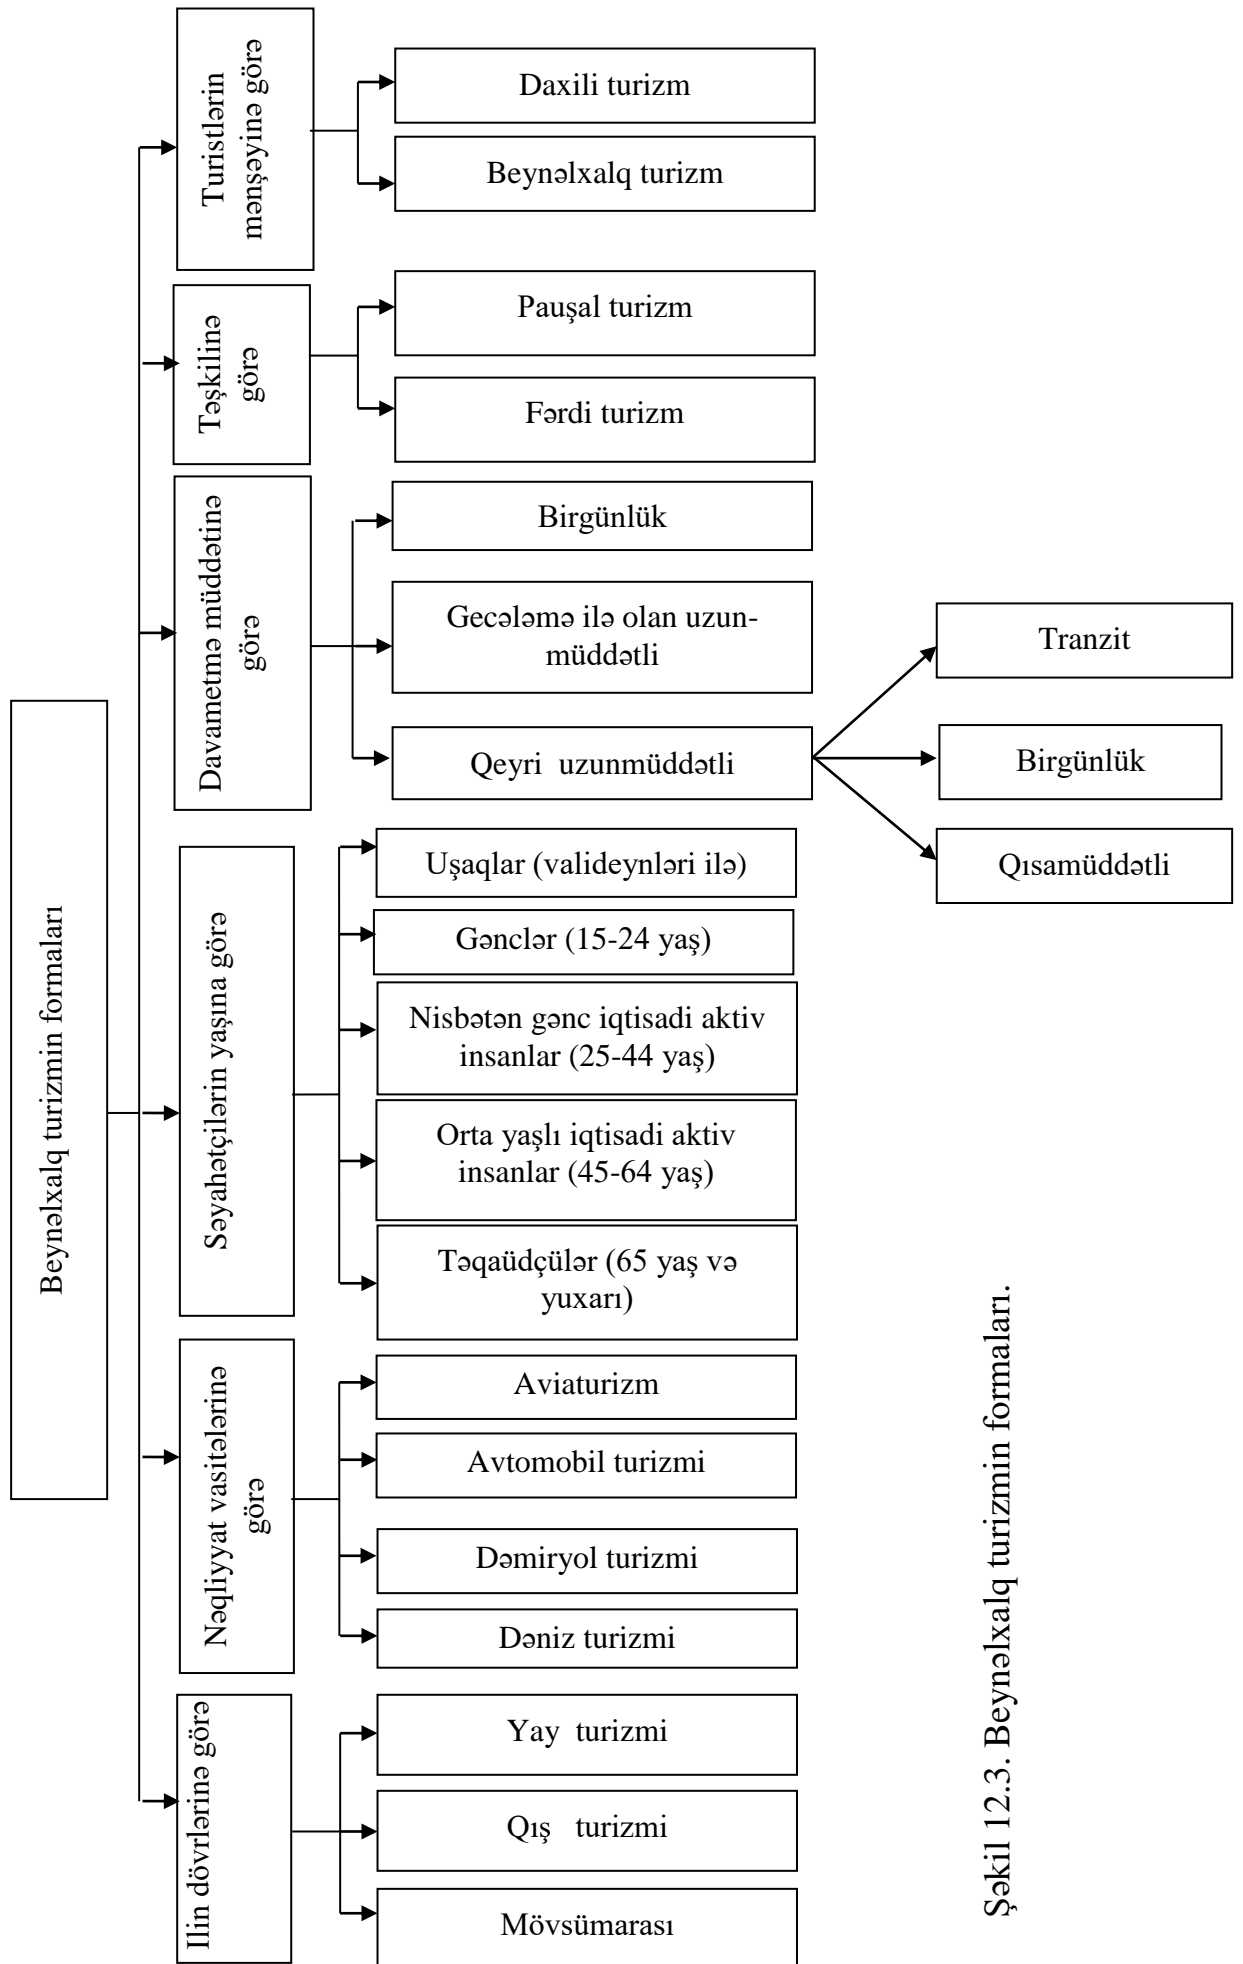 Beynəlxalq turizmin formaları
Turistlərin
mənşəyinə görə
Daxili turizm
Beynəlxalq turizm
Təşkilinə
görə
Pauşal turizm
Fərdi turizm
Davametmə müddətinə
görə
Birgünlük
Gecələmə ilə olan uzun-
müddətli
Qeyri uzunmüddətli
Tranzit
Birgünlük
Qısamüddətli
Səyahətçilərin yaşına görə
Uşaqlar (valideynləri ilə)
Gənclər (15-24 yaş)
Nisbətən gənc iqtisadi aktiv
insanlar (25-44 yaş)
Orta yaşlı iqtisadi aktiv
insanlar (45-64 yaş)
Təqaüdçülər (65 yaş və
yuxarı)
Nəqliyyat vasitələrinə
görə
Aviaturizm
Avtomobil turizmi
Dəmiryol turizmi
Dəniz turizmi
Ilin dövrlərinə görə
Yay turizmi
Qış turizmi
Mövsümarası
Şəkil 12.3. Beynəlxalq turizmin formaları.